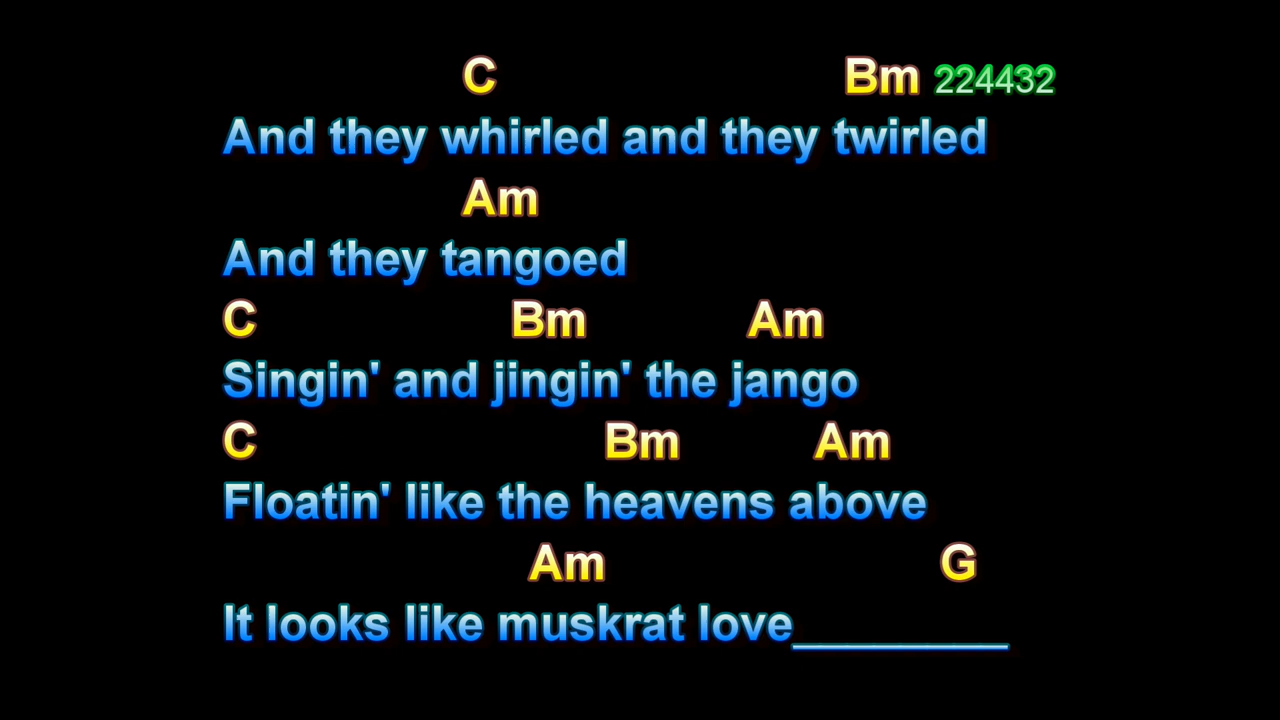 C Bm 224432
And they whirled and they twirled
Am
And they tangoed
C Bm Am
Singin' and jingin' the jango
C Bm Am
Floatin' like the heavens above
Am G
It looks like muskrat love_________